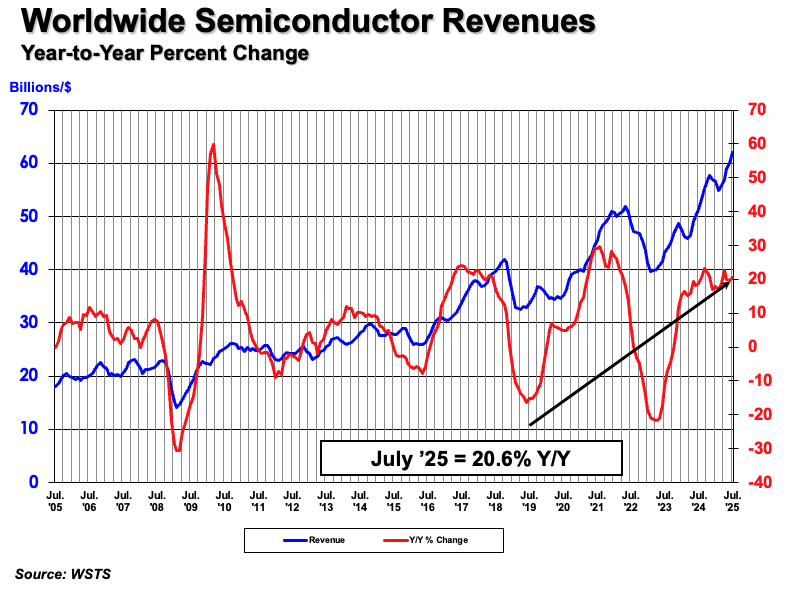 Worldwide Semiconductor Revenues
Year-to-Year Percent Change
Billions/$
70
60
50
40
30
20
10
0
70
60
50
40
30
20
10
0
-10
-20
-30
-40
July ’25 = 20.6% Y/Y
Jul. Jul. Jul. Jul. Jul. Jul. Jul. Jul. Jul. Jul. Jul. Jul. Jul. Jul. Jul. Jul. Jul. Jul. Jul. Jul. Jul.
'05 '06 '07 '08 '09 '10 '11 '12 '13 '14 '15 '16 '17 '18 '19 '20 '21 '22 '23 '24 '25
Revenue Y/Y % Change
Source: WSTS